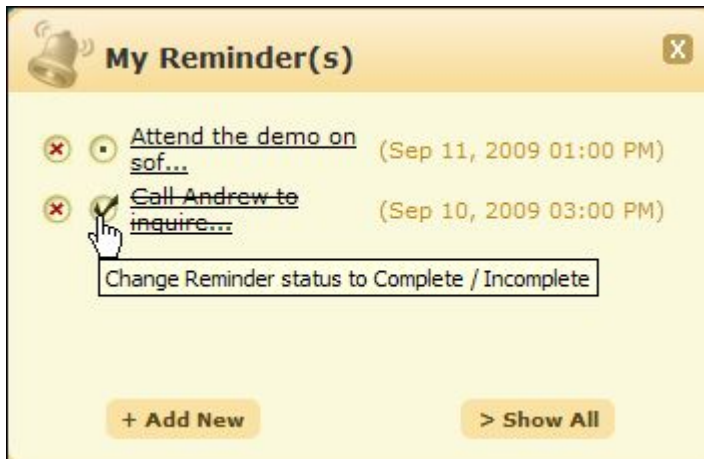 My Reminder(s)
X
Attend the demo on
sof...
(Sep 11, 2009 01:00 PM)
Call Andrew to
inquire...
(Sep 10, 2009 03:00 PM)
Change Reminder status to Complete / Incomplete
+ Add New
> Show All